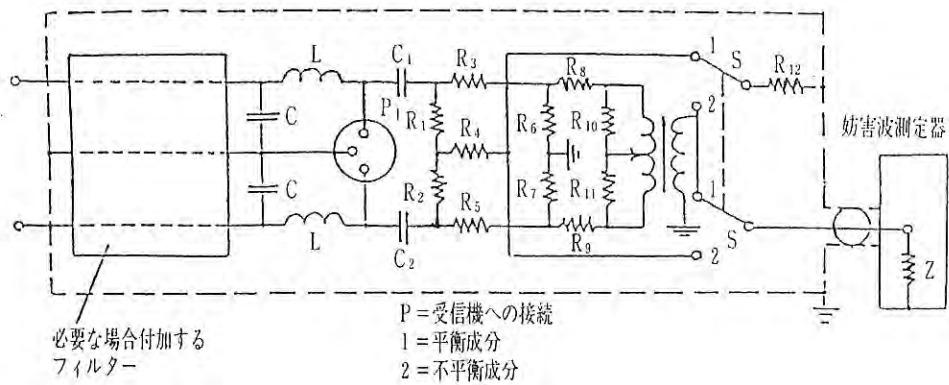 L
C₁
R₃
1
S
R₁₂
R₈
2
C
P
R₁
R₄
R₆
R₁₀
妨害波測定器
C
R₂
R₇
R₁₁
1
L
C₂
R₅
R₉
S
2
Z
必要な場合付加する
フィルター
P=受信機への接続
1=平衡成分
2=不平衡成分